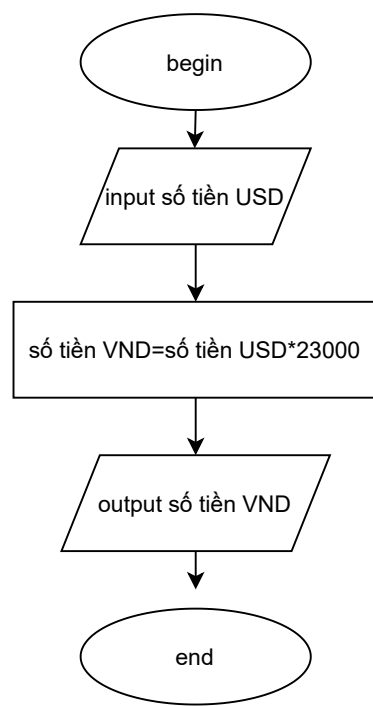 begin
input số tiền USD
số tiền VND=số tiền USD*23000
output số tiền VND
end